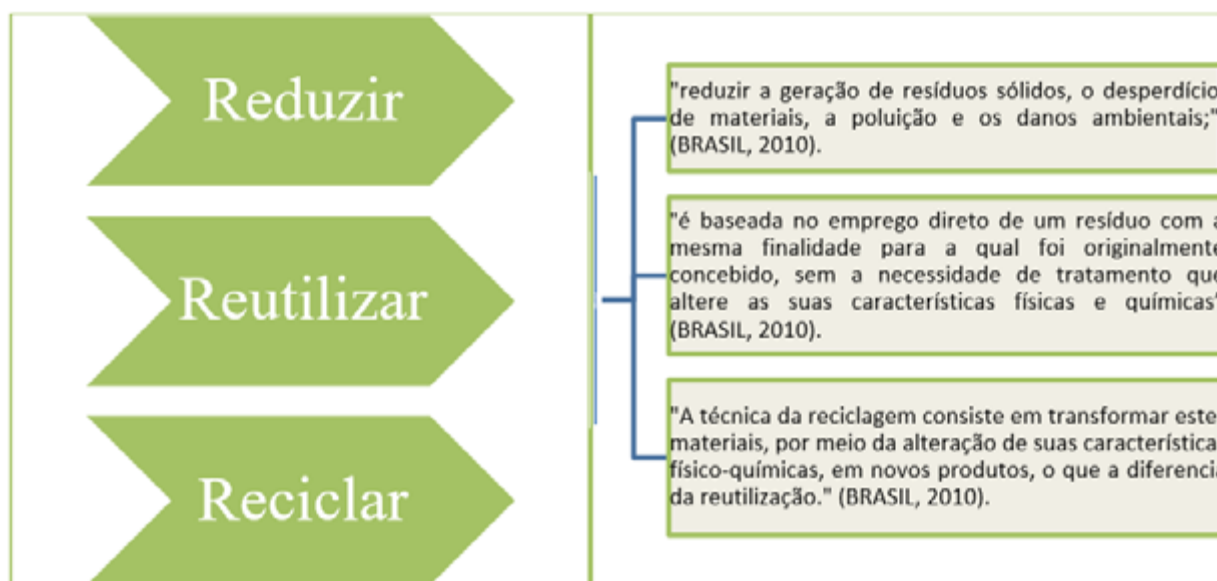 Reduzir
"reduzir a geração de resíduos sólidos, o desperdício
de materiais, a poluição e os danos ambientais;"
(BRASIL, 2010).
Reutilizar
"é baseada no emprego direto de um resíduo com a
mesma finalidade para a qual foi originalmente
concebido, sem a necessidade de tratamento que
altere as suas características físicas e químicas"
(BRASIL, 2010).
Reciclar
"A técnica da reciclagem consiste em transformar este
materiais, por meio da alteração de suas característica
físico-químicas, em novos produtos, o que a diferencia
da reutilização." (BRASIL, 2010).